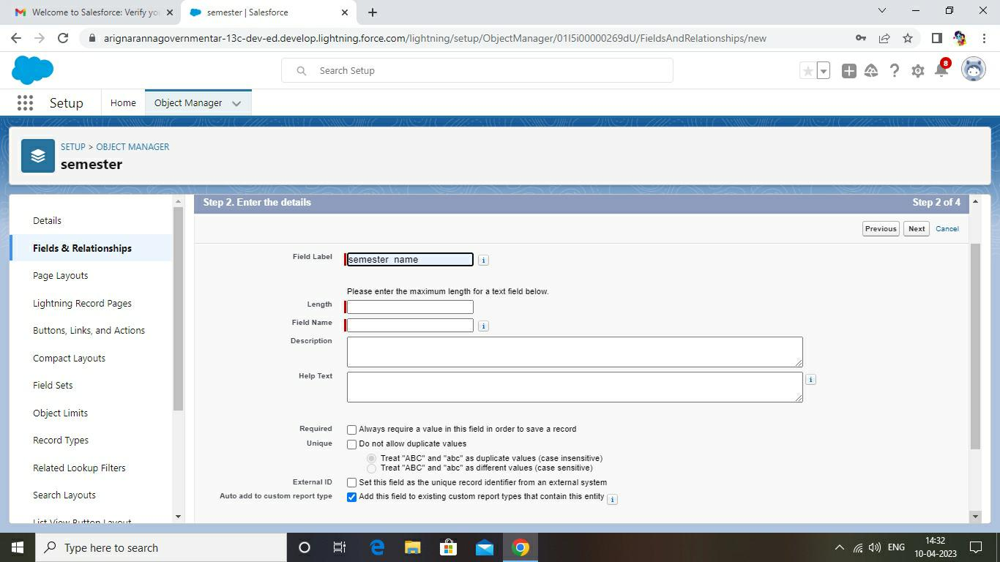 Welcome to Salesforce: Verify yo
semester | Salesforce
arignarannagovernmentar-13c-dev-ed.develop.lightning.force.com/lightning/setup/ObjectManager/01I5i00000269dU/FieldsAndRelationships/new
Search Setup
8
Setup
Home
Object Manager
SETUP > OBJECT MANAGER
semester
Details
Fields & Relationships
Page Layouts
Lightning Record Pages
Buttons, Links, and Actions
Compact Layouts
Field Sets
Object Limits
Record Types
Related Lookup Filters
Search Layouts
List View Button Layout
Step 2. Enter the details
Step 2 of 4
Previous
Next
Cancel
Field Label
semester name
i
Please enter the maximum length for a text field below.
Length
Field Name
i
Description
Help Text
i
Required
Always require a value in this field in order to save a record
Unique
Do not allow duplicate values
Treat "ABC" and "abc" as duplicate values (case insensitive)
Treat "ABC" and "abc" as different values (case sensitive)
External ID
Set this field as the unique record identifier from an external system
Auto add to custom report type
Add this field to existing custom report types that contain this entity
i
Type here to search
ENG
14:32
10-04-2023